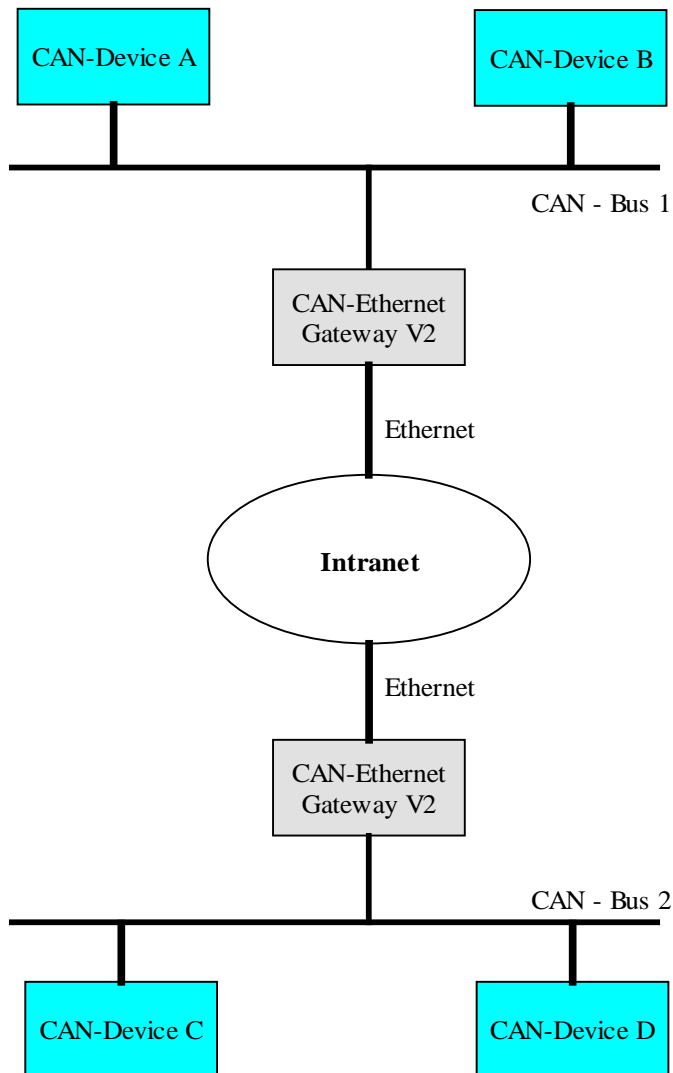 CAN-Device A
CAN-Device B
CAN - Bus 1
CAN-Ethernet
Gateway V2
Ethernet
Intranet
Ethernet
CAN-Ethernet
Gateway V2
CAN - Bus 2
CAN-Device C
CAN-Device D